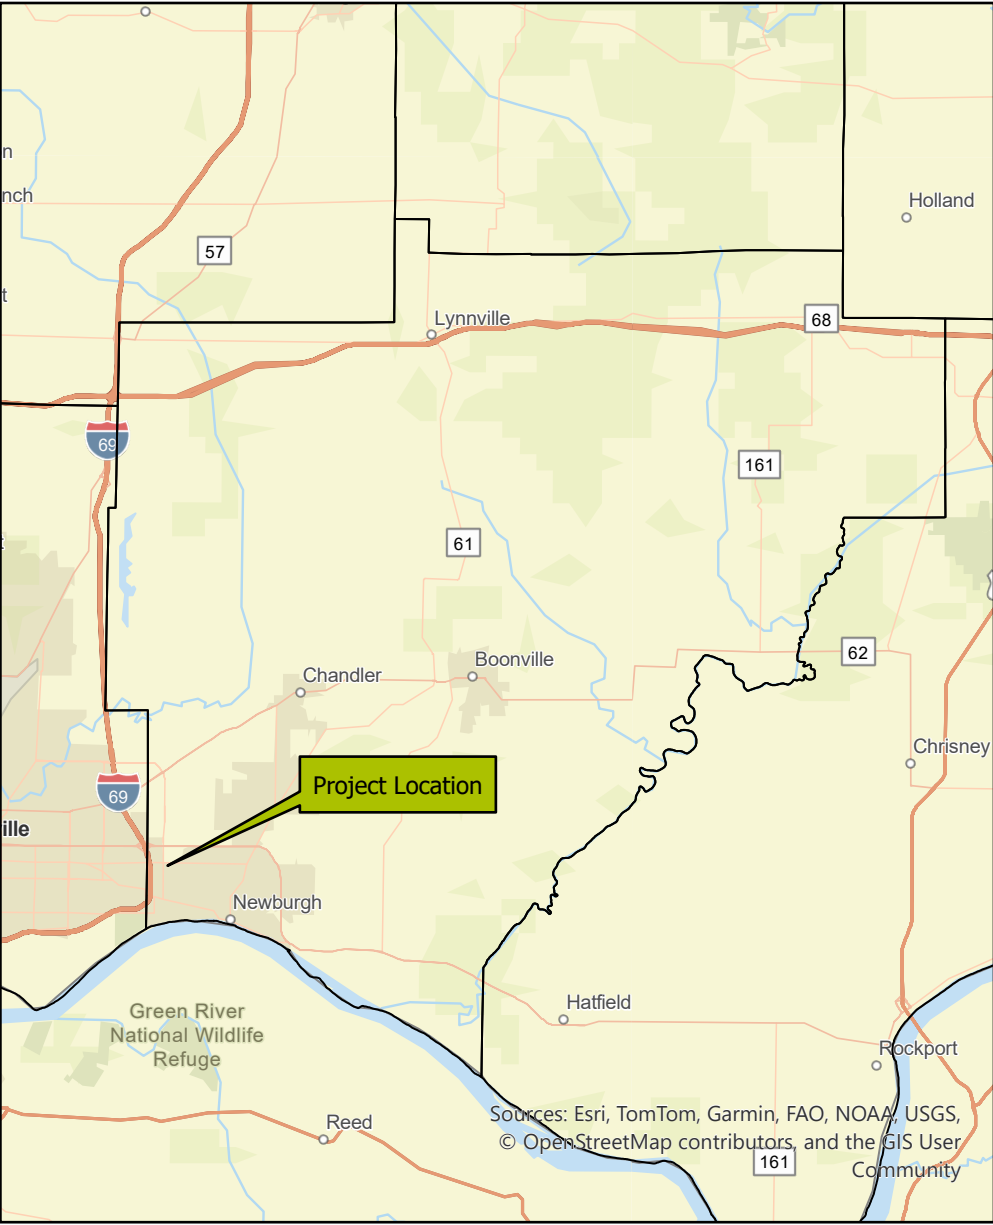 n
nch
Holland
57
t
Lynnville
68
69
161
61
62
Boonville
Chandler
Chrisney
Project Location
69
ille
Newburgh
Green River
National Wildlife
Refuge
Hatfield
Rockport
Reed
Sources: Esri, TomTom, Garmin, FAO, NOAA, USGS,
© OpenStreetMap contributors, and the GIS User
Community
161